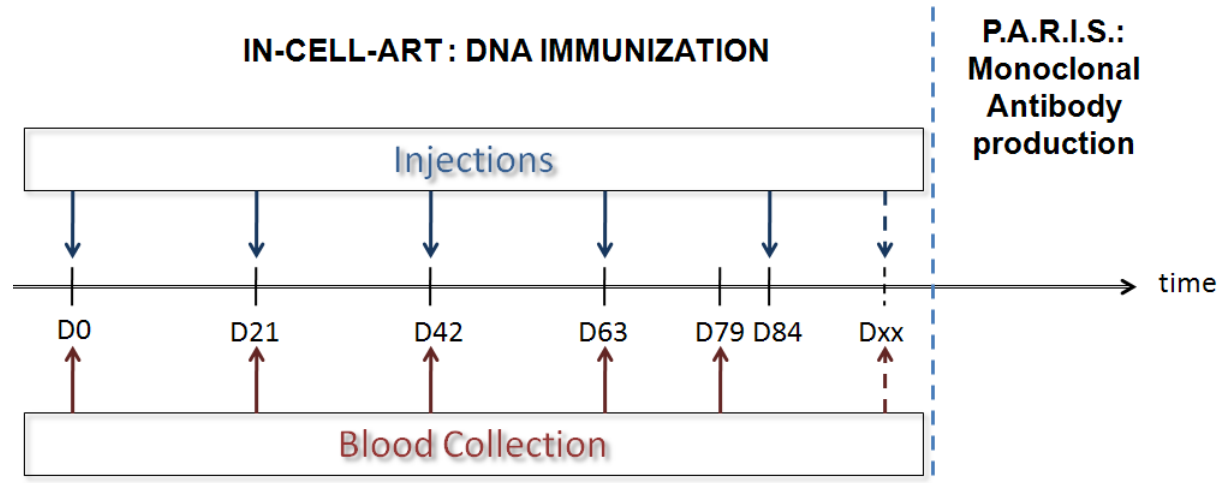 IN-CELL-ART : DNA IMMUNIZATION
P.A.R.I.S.:
Monoclonal
Antibody
production
Injections
time
D0 D21 D42 D63 D79 D84 Dxx
Blood Collection